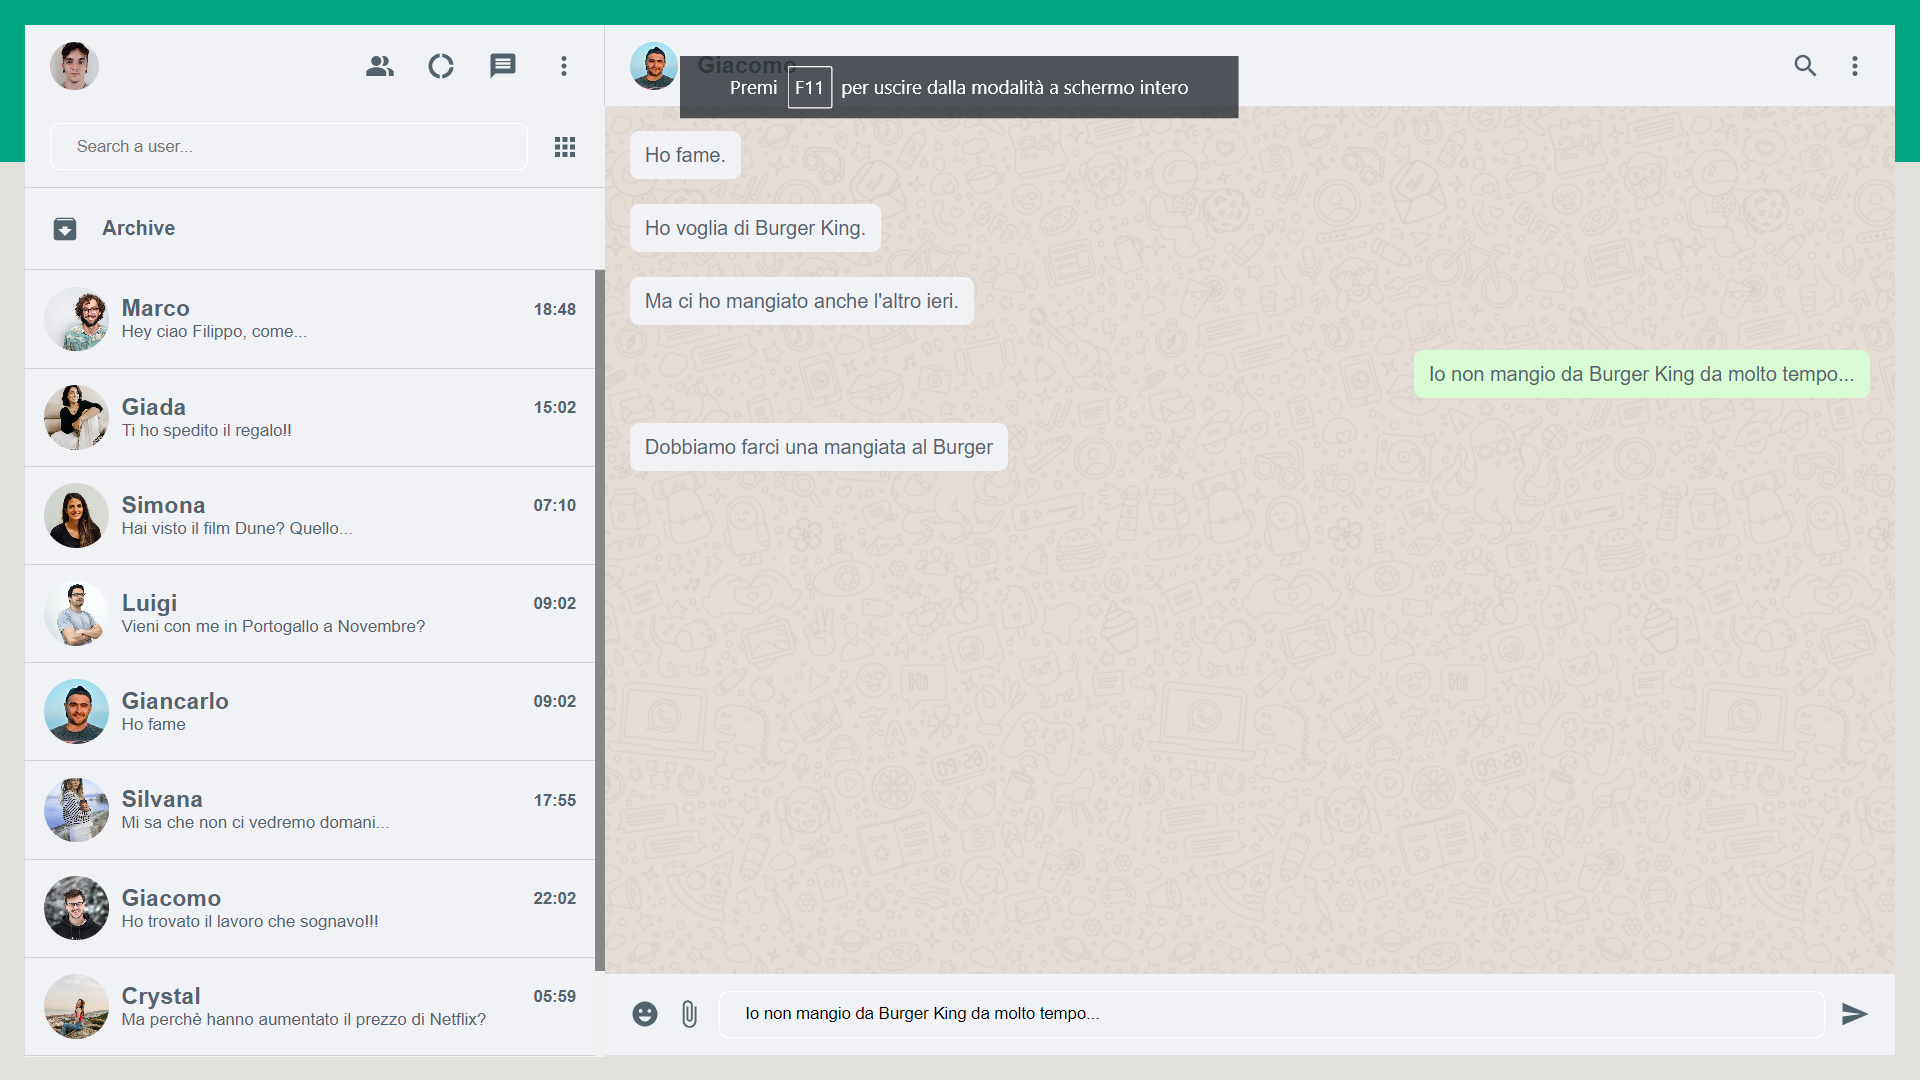 Giacomo
Premi F11 per uscire dalla modalità a schermo intero
Search a user...
Archive
Marco
18:48
Hey ciao Filippo, come...
Giada
15:02
Ti ho spedito il regalo!!
Simona
07:10
Hai visto il film Dune? Quello...
Luigi
09:02
Vieni con me in Portogallo a Novembre?
Giancarlo
09:02
Ho fame
Silvana
17:55
Mi sa che non ci vedremo domani...
Giacomo
22:02
Ho trovato il lavoro che sognavo!!!
Crystal
05:59
Ma perchè hanno aumentato il prezzo di Netflix?
Ho fame.
Ho voglia di Burger King.
Ma ci ho mangiato anche l'altro ieri.
Io non mangio da Burger King da molto tempo...
Dobbiamo farci una mangiata al Burger
Io non mangio da Burger King da molto tempo...